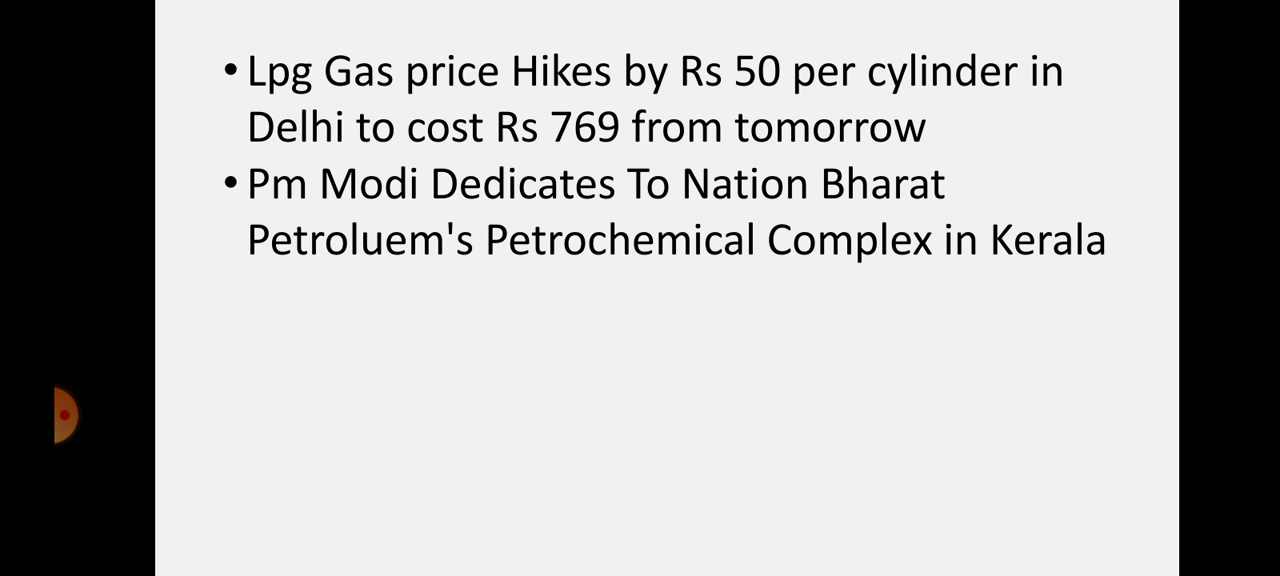 • Lpg Gas price Hikes by Rs 50 per cylinder in
Delhi to cost Rs 769 from tomorrow
• Pm Modi Dedicates To Nation Bharat
Petroluem's Petrochemical Complex in Kerala